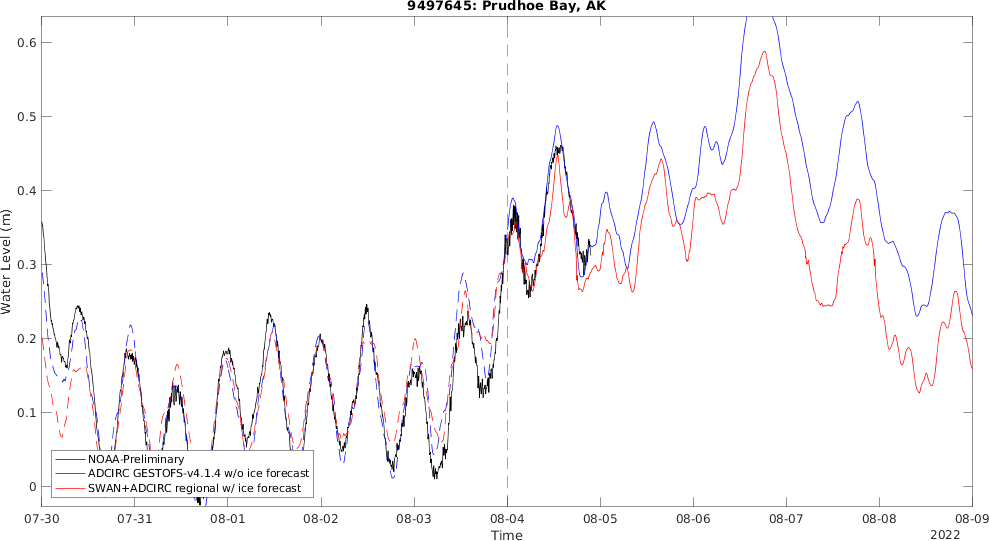 9497645: Prudhoe Bay, AK
Water Level (m)
0.6
0.5
0.4
0.3
0.2
0.1
0
NOAA-Preliminary
ADCIRC GESTOFS-v4.1.4 w/o ice forecast
SWAN+ADCIRC regional w/ ice forecast
07-30 07-31 08-01 08-02 08-03 08-04 08-05 08-06 08-07 08-08 08-09
Time
2022